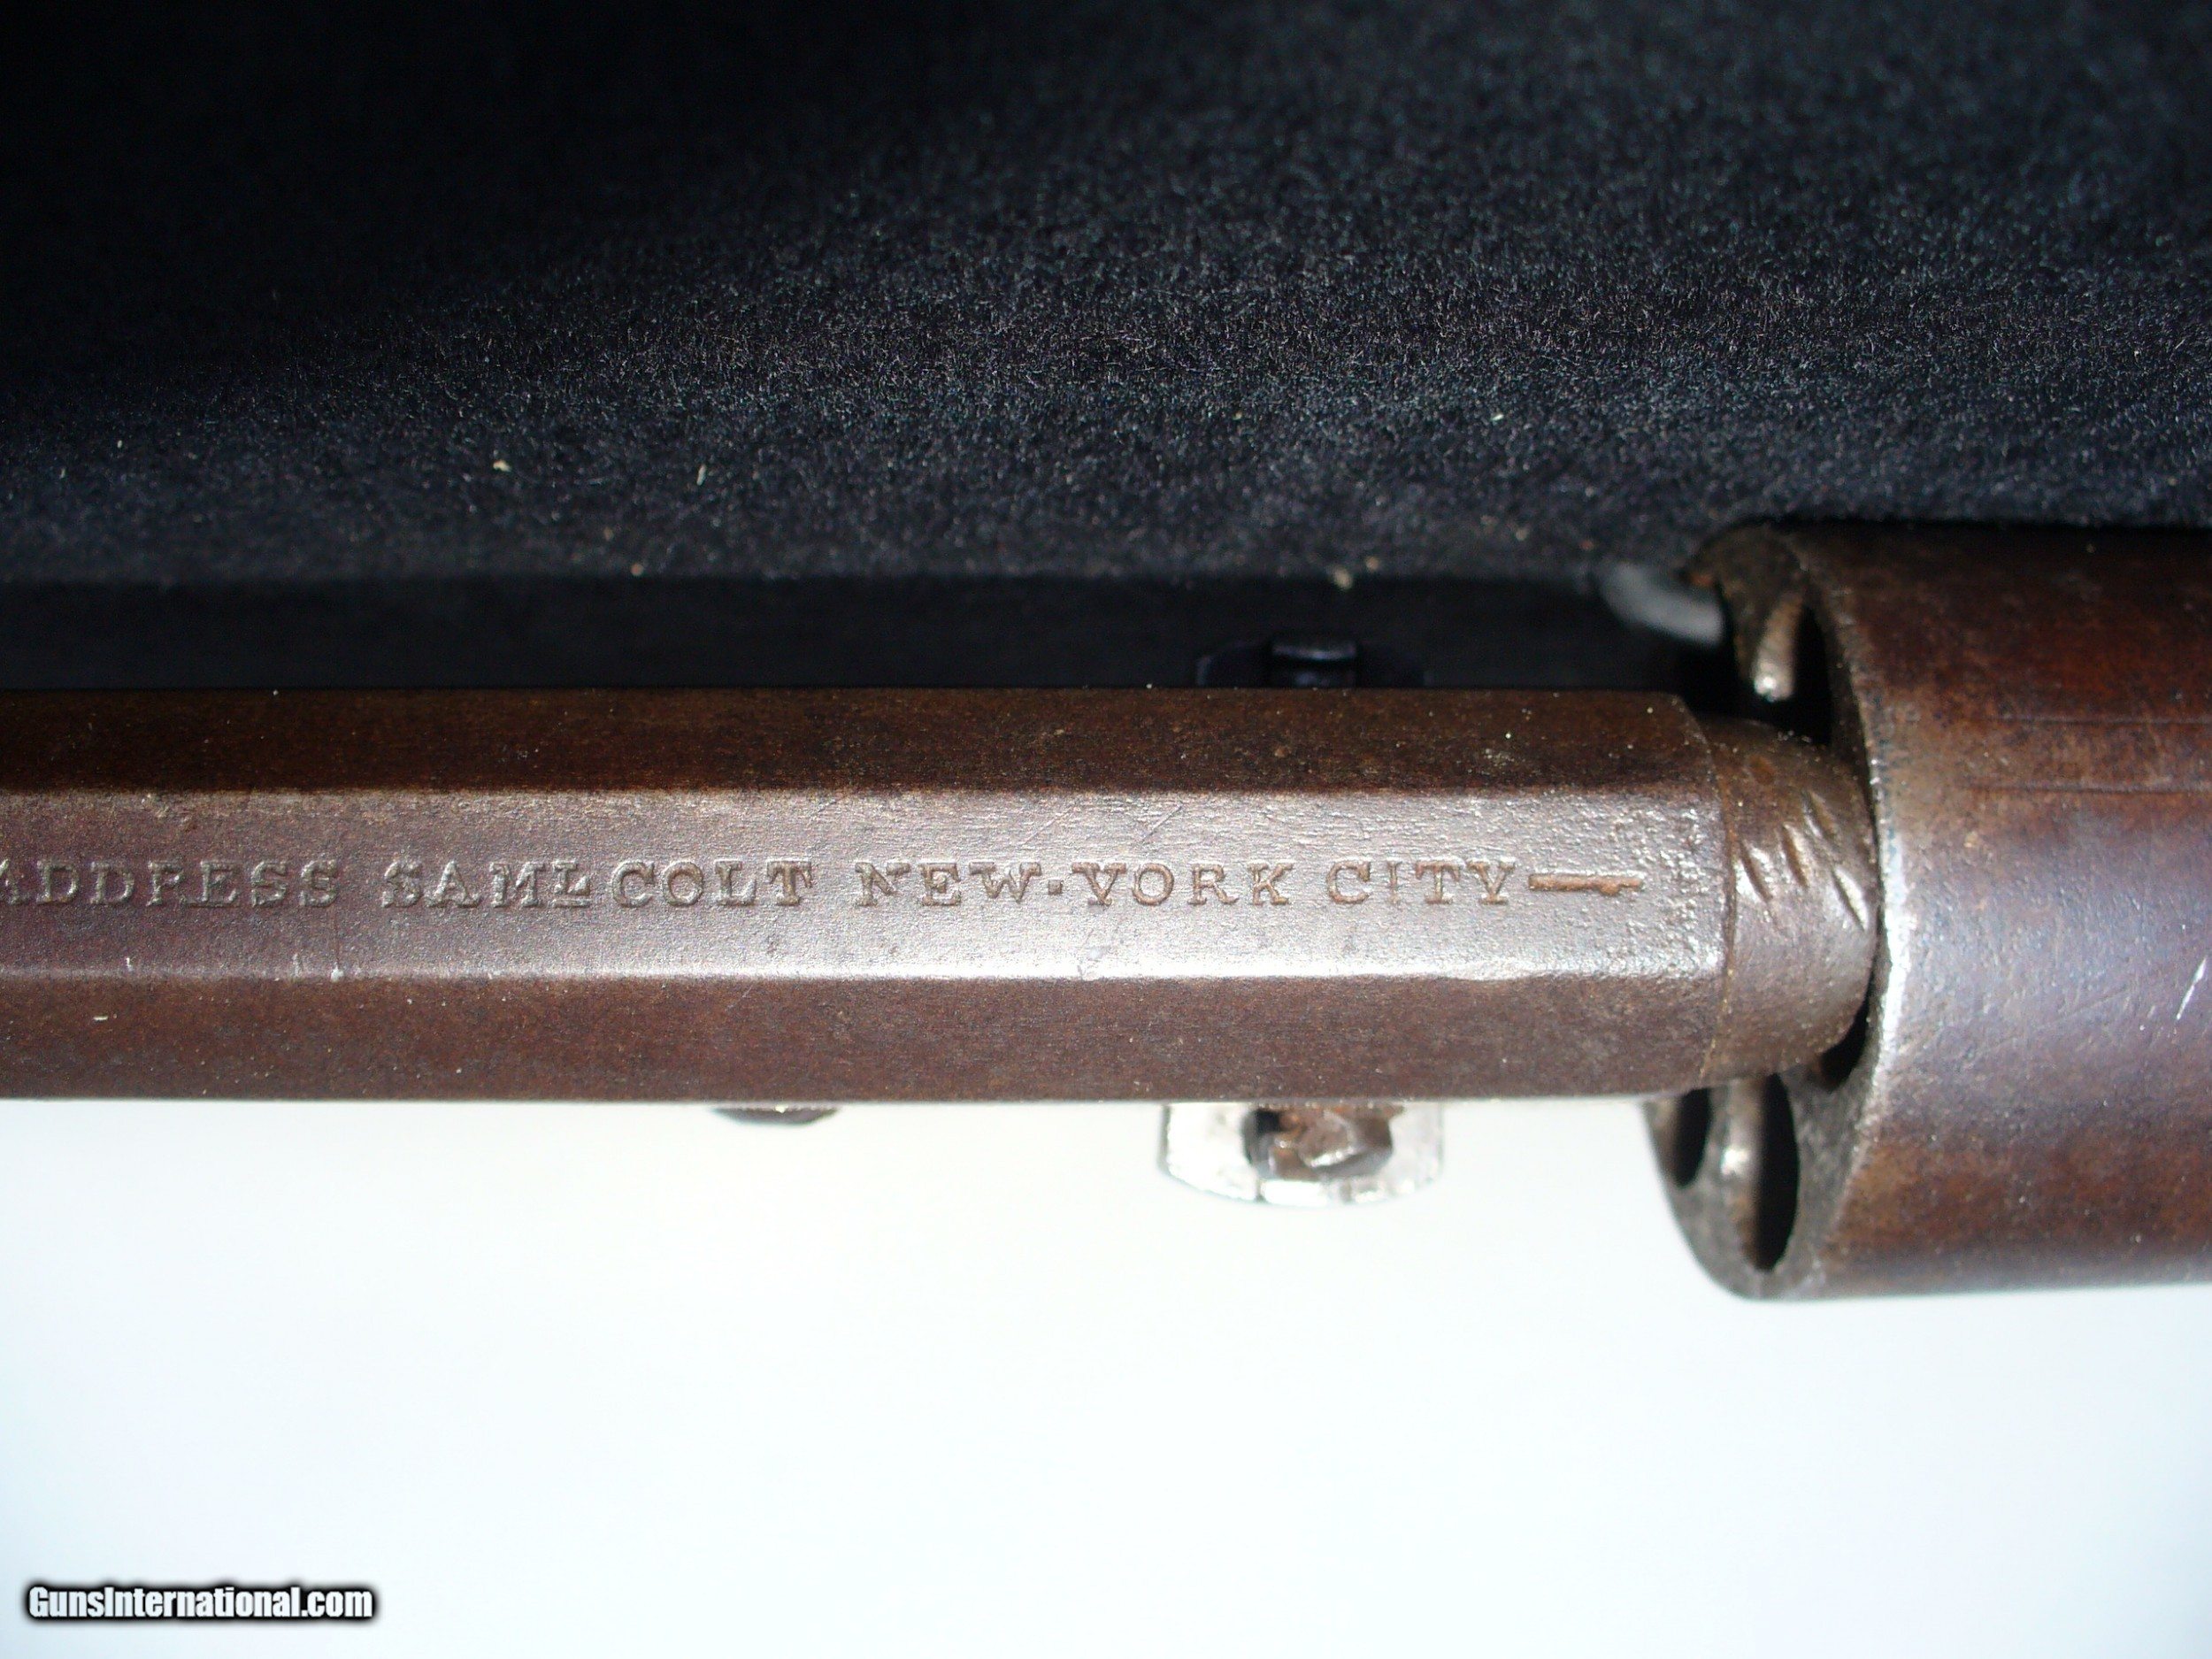 ADDRESS SAML COLT NEW-YORK CITY
GunsInternational.com